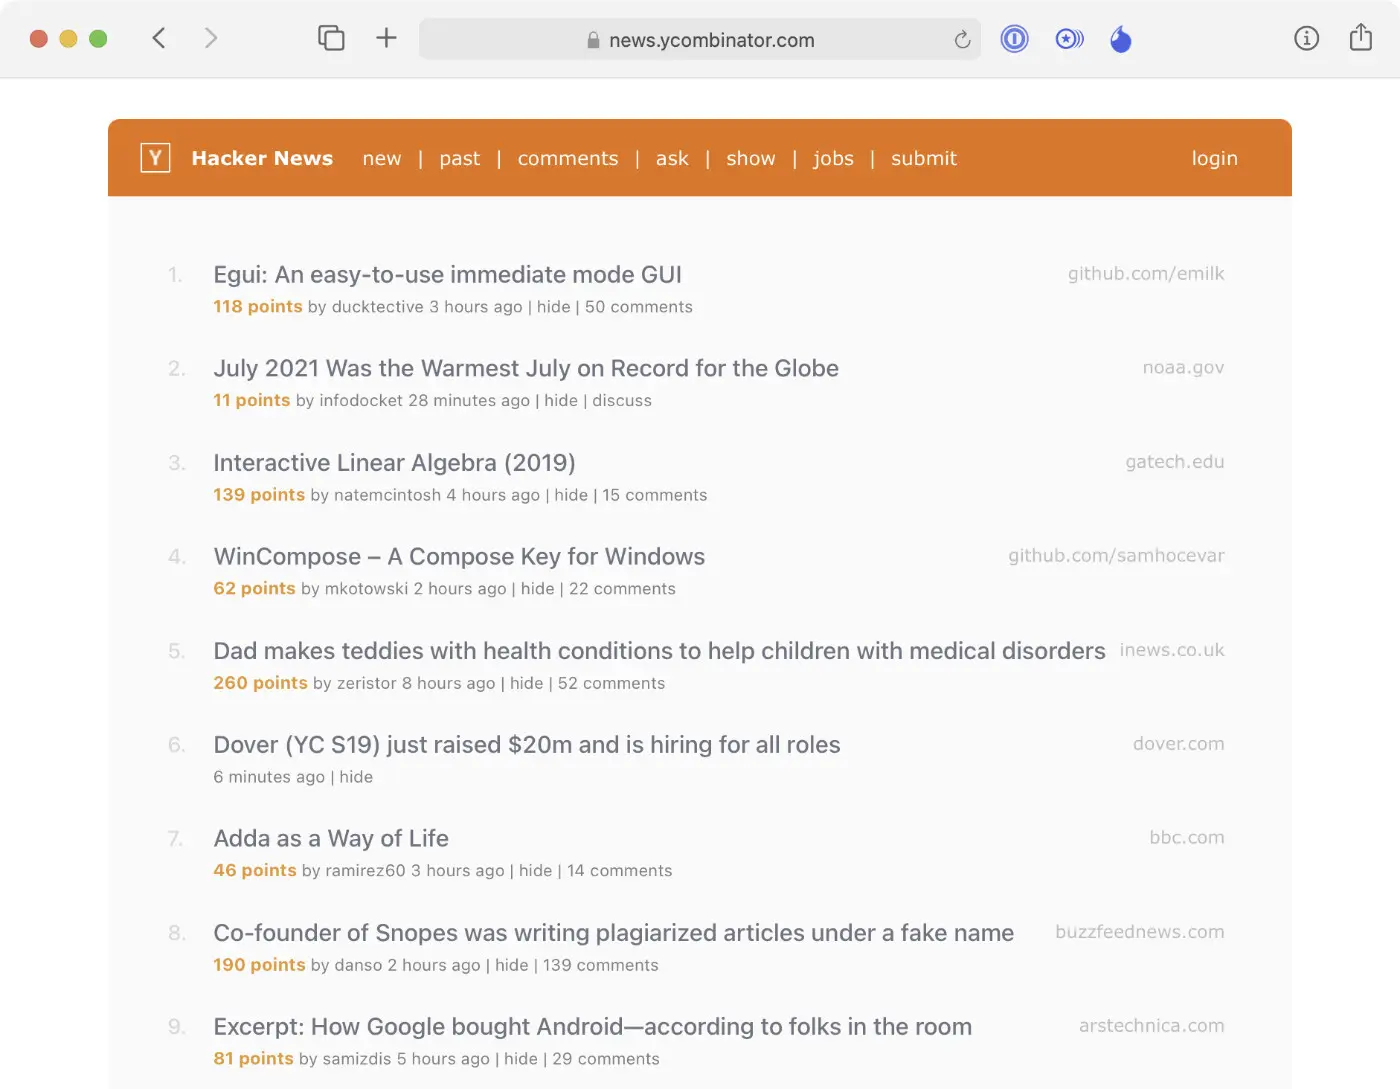 news.ycombinator.com
Y Hacker News new | past | comments | ask | show | jobs | submit login
1. Egui: An easy-to-use immediate mode GUI github.com/emilk
118 points by ducktective 3 hours ago | hide | 50 comments
2. July 2021 Was the Warmest July on Record for the Globe noaa.gov
11 points by infodocket 28 minutes ago | hide | discuss
3. Interactive Linear Algebra (2019) gatech.edu
139 points by natemcintosh 4 hours ago | hide | 15 comments
4. WinCompose – A Compose Key for Windows github.com/samhocevar
62 points by mkotowski 2 hours ago | hide | 22 comments
5. Dad makes teddies with health conditions to help children with medical disorders inews.co.uk
260 points by zeristor 8 hours ago | hide | 52 comments
6. Dover (YC S19) just raised $20m and is hiring for all roles dover.com
6 minutes ago | hide
7. Adda as a Way of Life bbc.com
46 points by ramirez60 3 hours ago | hide | 14 comments
8. Co-founder of Snopes was writing plagiarized articles under a fake name buzzfeednews.com
190 points by danso 2 hours ago | hide | 139 comments
9. Excerpt: How Google bought Android—according to folks in the room arstechnica.com
81 points by samizdis 5 hours ago | hide | 29 comments